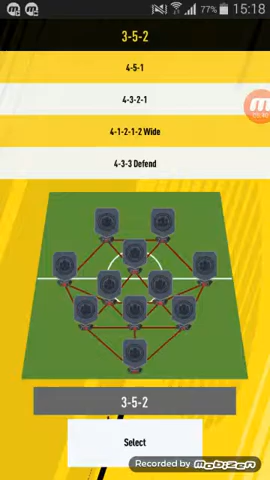 77% 15:18
3-5-2
4-5-1
4-3-2-1
4-1-2-1-2 Wide
4-3-3 Defend
3-5-2
Select
Recorded by MOBIZEN